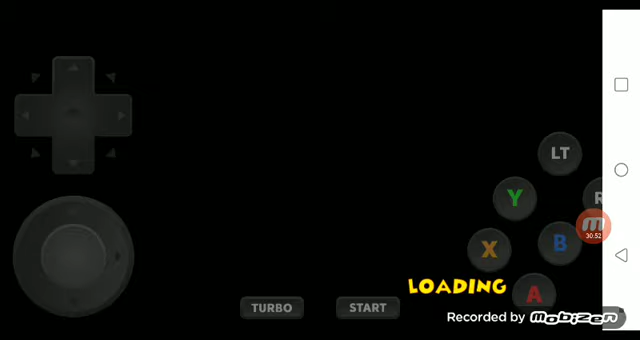 LT
Y
R
M
30:52
X
B
LOADING
A
TURBO
START
Recorded by Mobizen